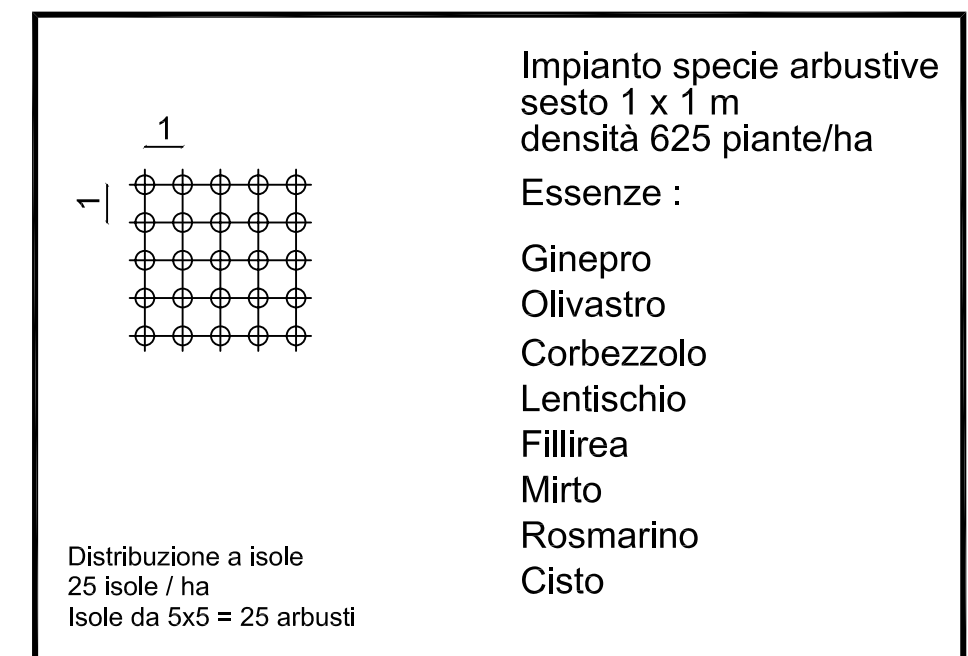 Impianto specie arbustive
sesto 1 x 1 m
densità 625 piante/ha
Essenze :
Ginepro
Olivastro
Corbezzolo
Lentischio
Fillirea
Mirto
Rosmarino
Cisto
1
1
Distribuzione a isole
25 isole / ha
Isole da 5x5 = 25 arbusti